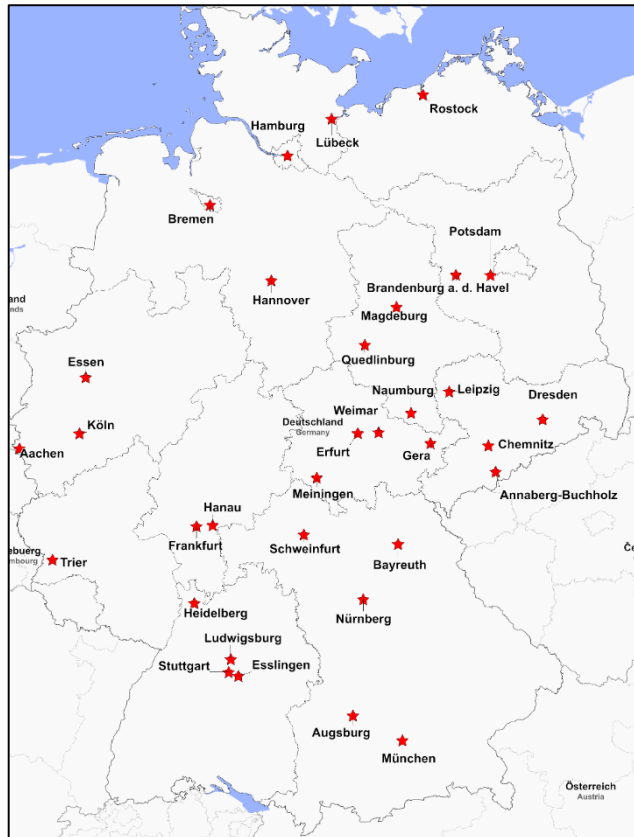 Rostock
Hamburg
Lübeck
Bremen
Potsdam
Brandenburg a. d. Havel
Hannover
Magdeburg
Quedlinburg
Essen
Naumburg
Leipzig
Dresden
Weimar
Deutschland
Germany
Köln
Erfurt
Gera
Chemnitz
Aachen
Meiningen
Annaberg-Buchholz
Hanau
Frankfurt
Schweinfurt
Bayreuth
Trier
Nürnberg
Heidelberg
Ludwigsburg
Stuttgart
Esslingen
Augsburg
München
Österreich
Austria